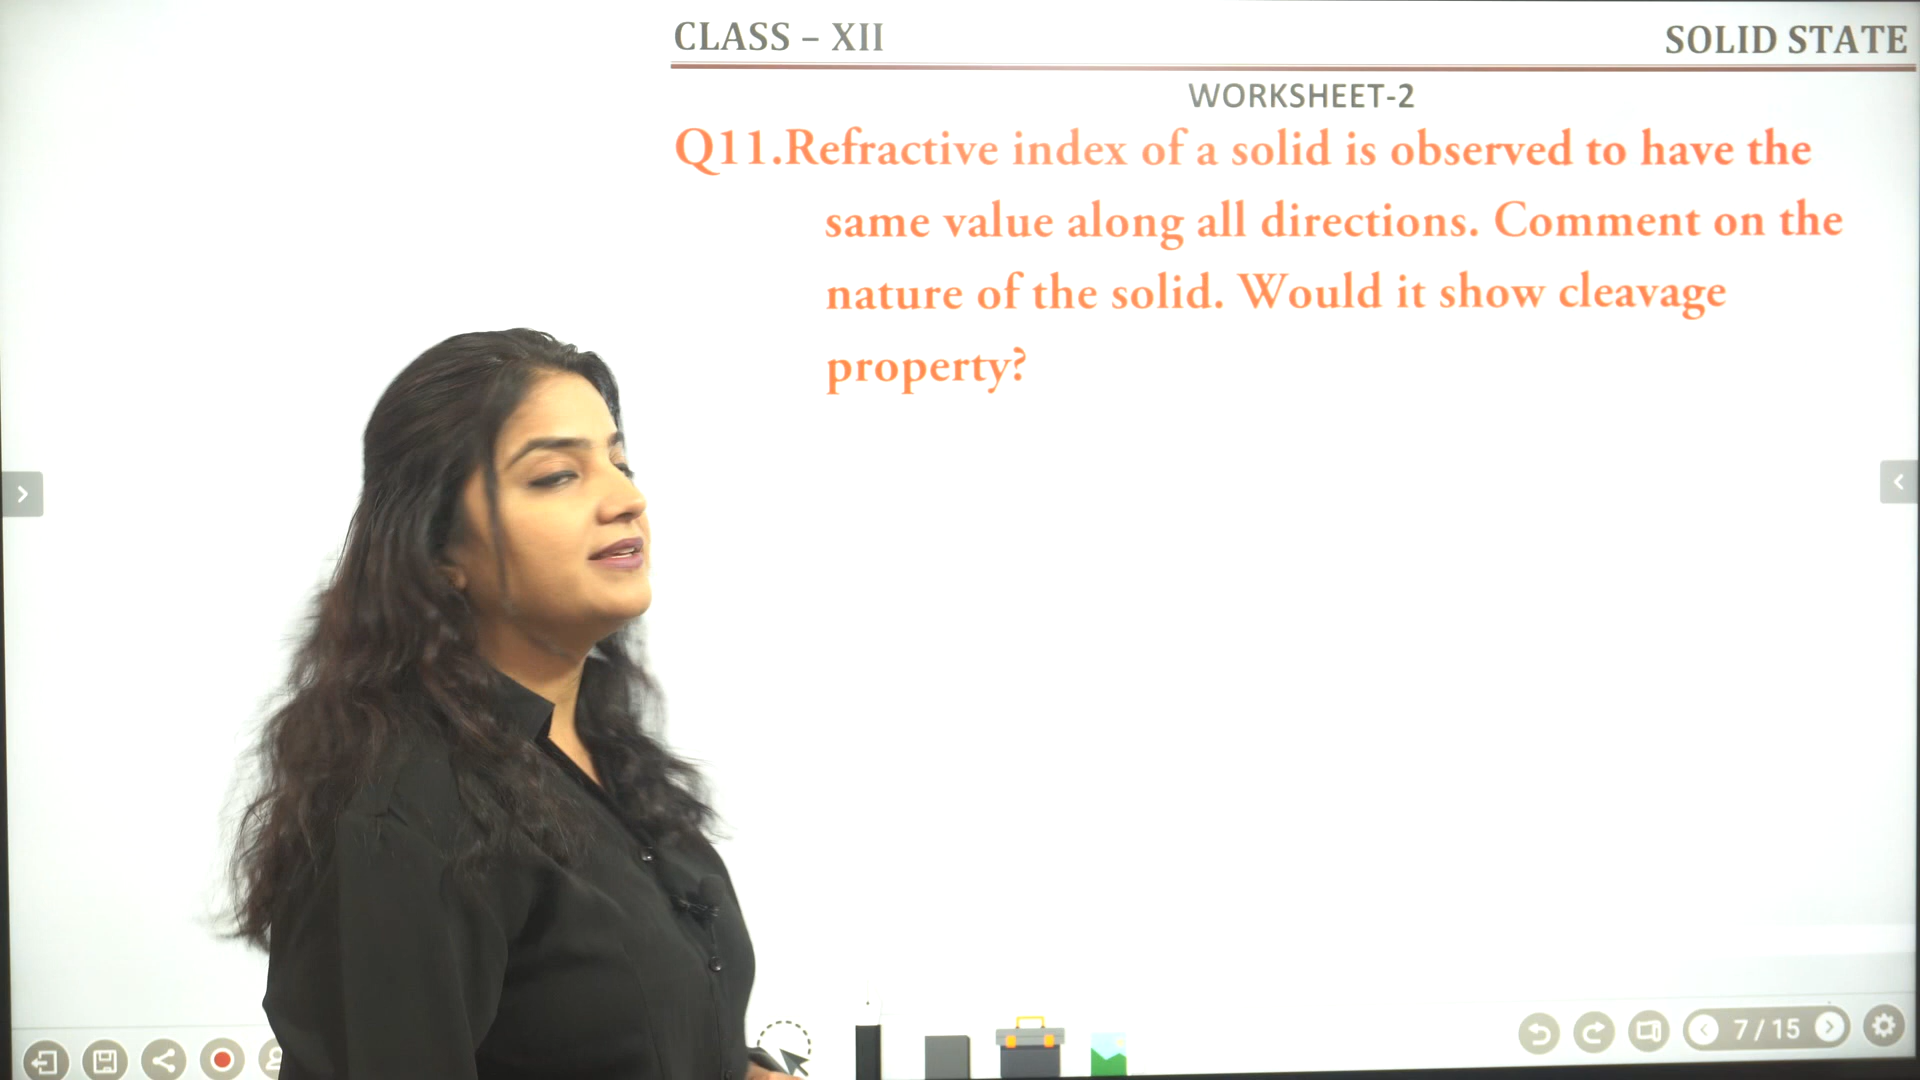 CLASS – XII
SOLID STATE
WORKSHEET-2
Q11.Refractive index of a solid is observed to have the
same value along all directions. Comment on the
nature of the solid. Would it show cleavage
property?
7 / 15